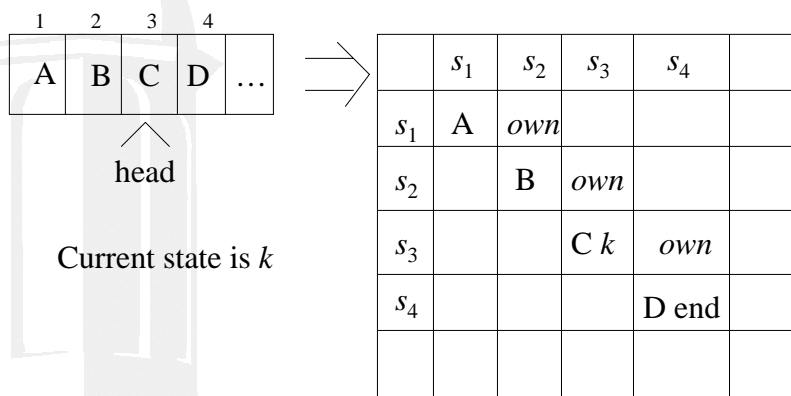 1 2 3 4
A B C D …
head
Current state is k
s1 s2 s3 s4
s1 A own
s2 B own
s3 C k own
s4 D end